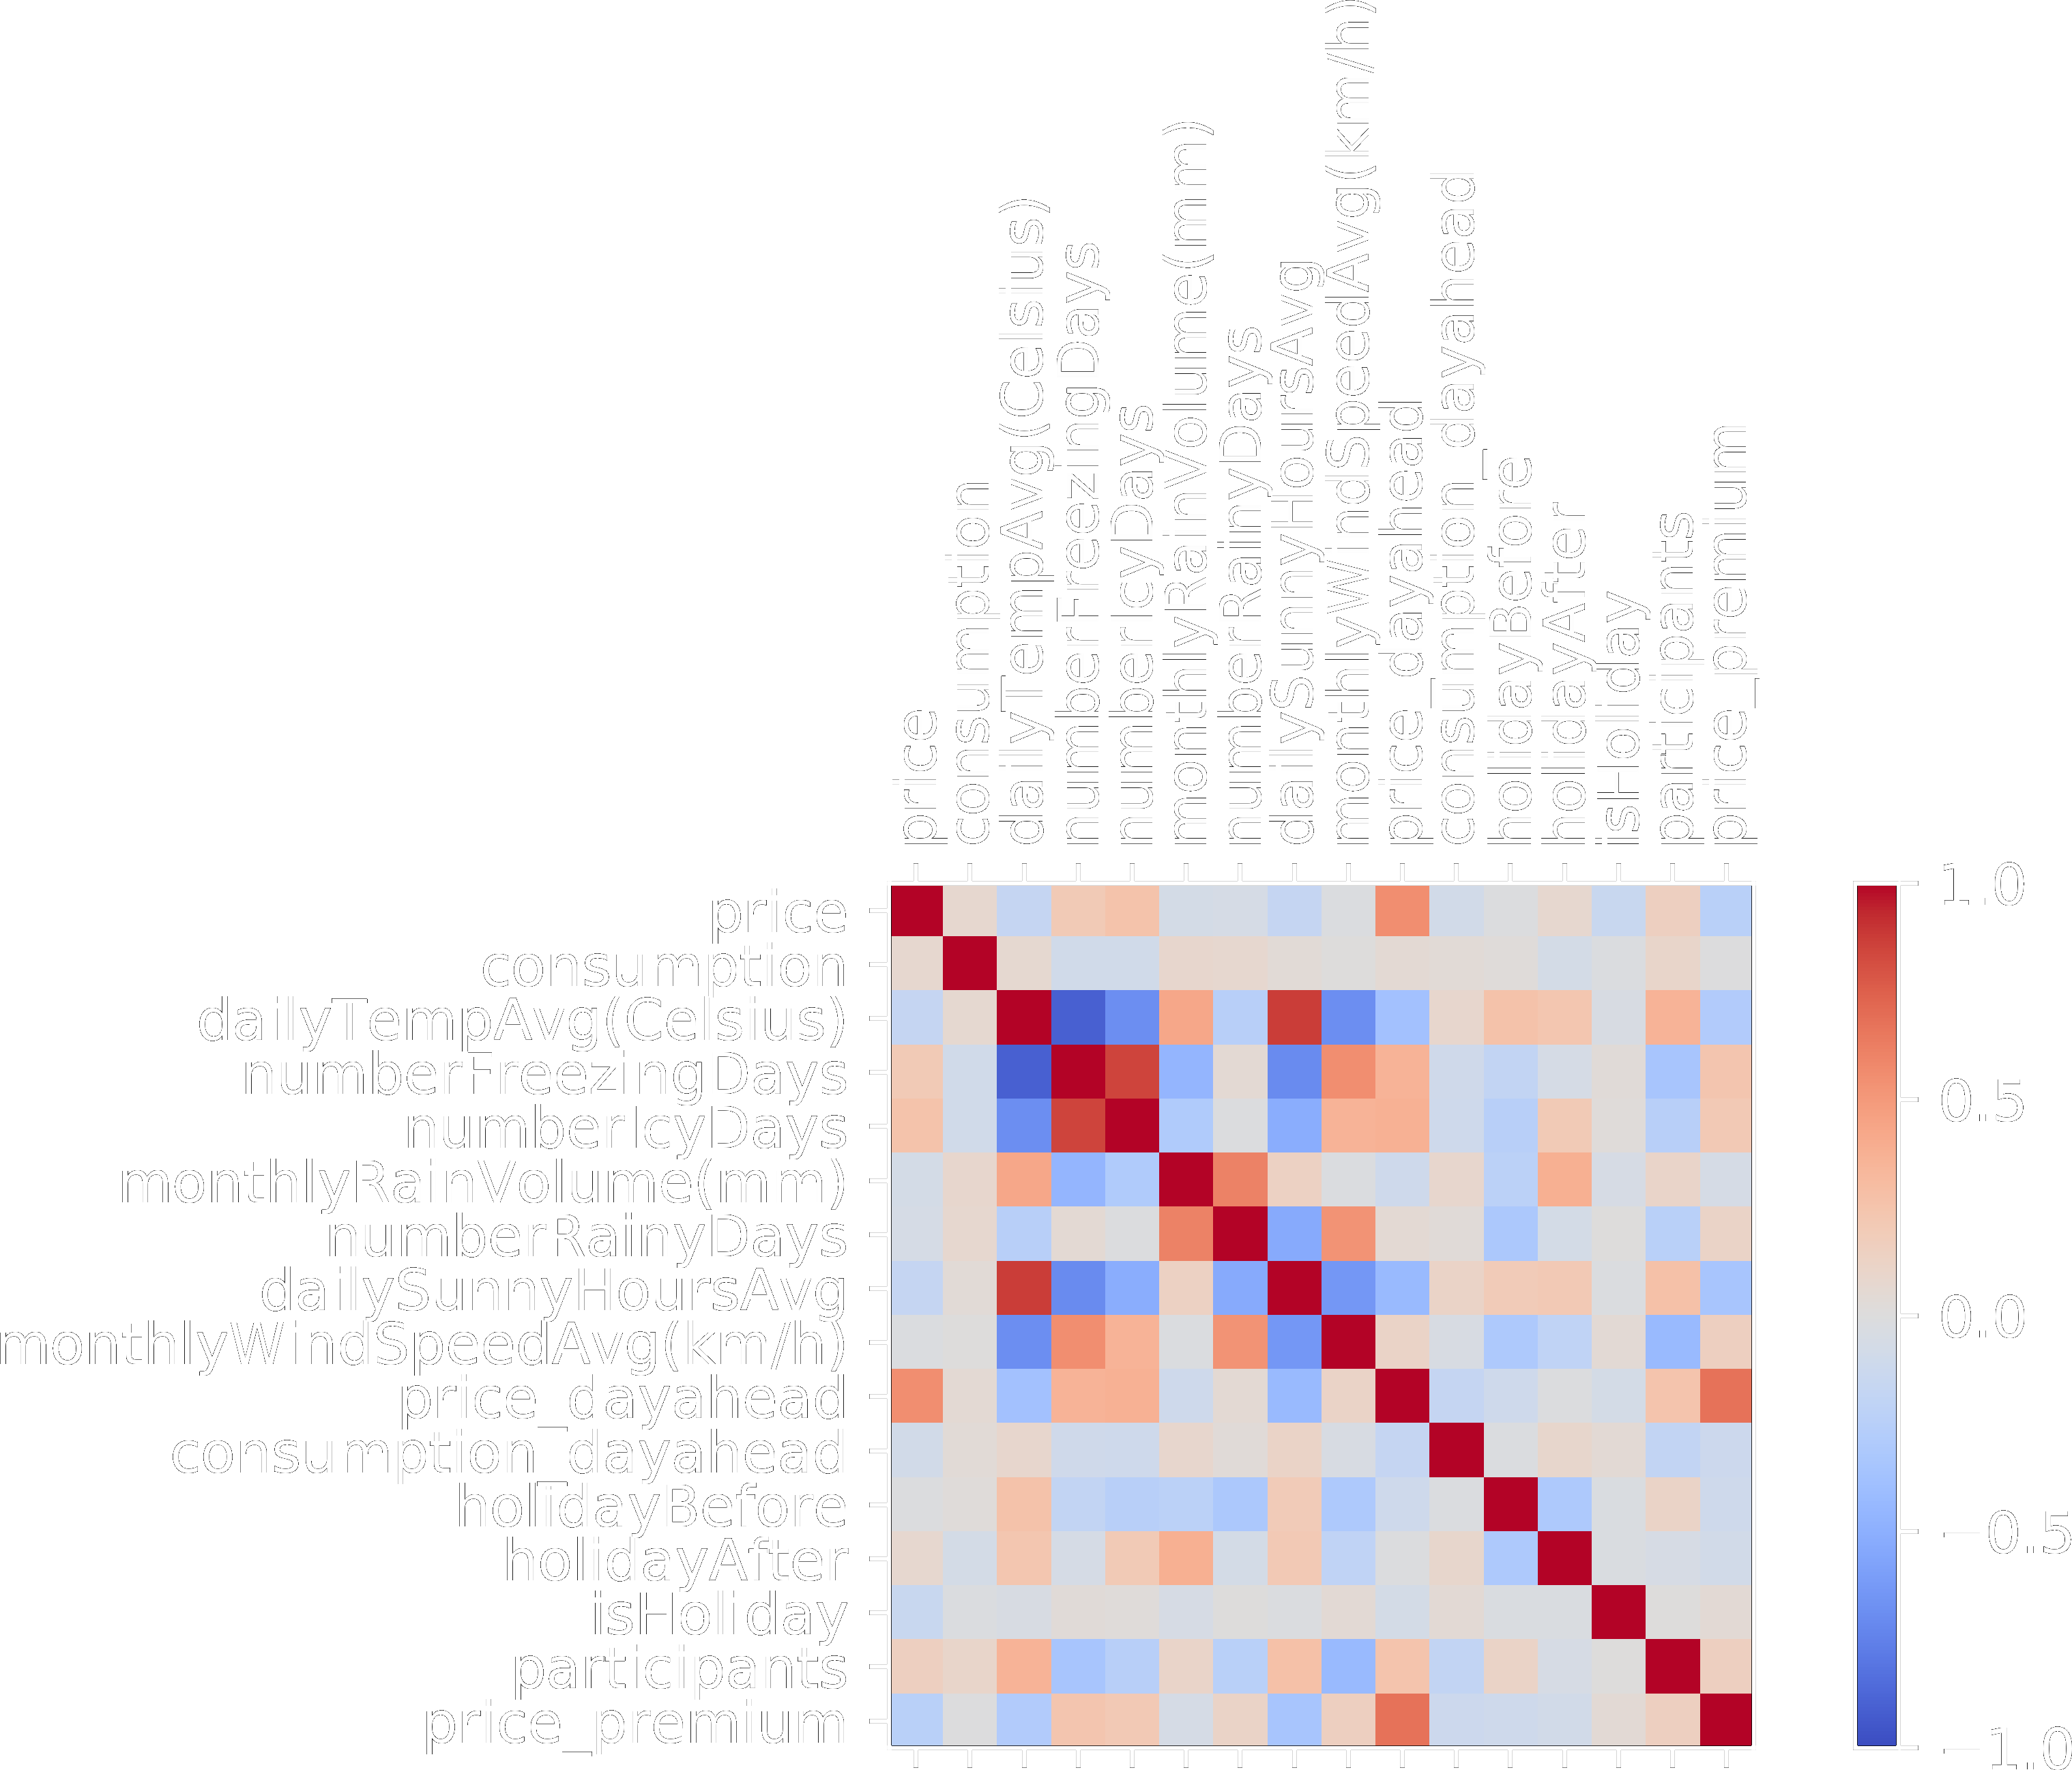 price
consumption
dailyTempAvg(Celsius)
numberFreezingDays
numberIcyDays
monthlyRainVolume(mm)
numberRainyDays
dailySunnyHoursAvg
monthlyWindSpeedAvg(km/h)
price_dayahead
consumption_dayahead
holidayBefore
holidayAfter
isHoliday
participants
price_premium
price
consumption
dailyTempAvg(Celsius)
numberFreezingDays
numberIcyDays
monthlyRainVolume(mm)
numberRainyDays
dailySunnyHoursAvg
monthlyWindSpeedAvg(km/h)
price_dayahead
consumption_dayahead
holidayBefore
holidayAfter
isHoliday
participants
price_premium
1.0
0.5
0.0
−0.5
−1.0